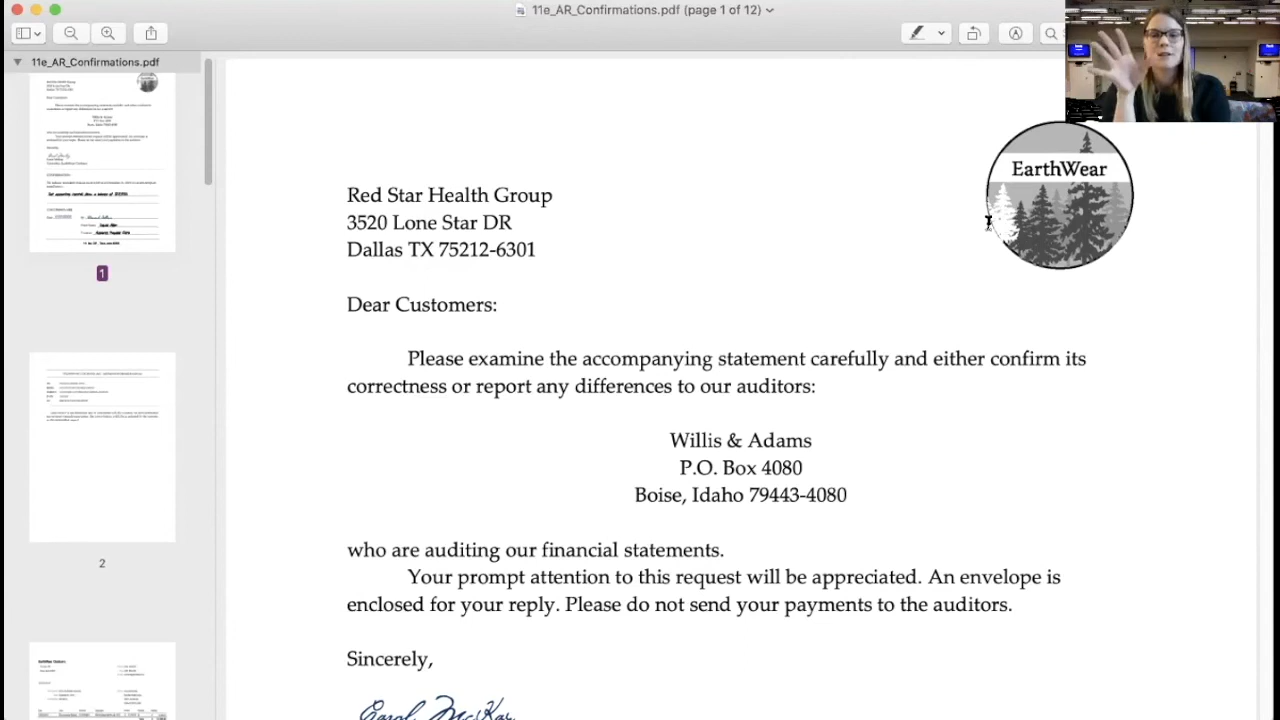 11e_AR_Confirmations.pdf (page 1 of 12)
11e_AR_Confirmations.pdf
1
2
EarthWear
Red Star Health Group
3520 Lone Star DR
Dallas TX 75212-6301
Dear Customers:
Please examine the accompanying statement carefully and either confirm its
correctness or report any differences to our auditors:
Willis & Adams
P.O. Box 4080
Boise, Idaho 79443-4080
who are auditing our financial statements.
Your prompt attention to this request will be appreciated. An envelope is
enclosed for your reply. Please do not send your payments to the auditors.
Sincerely,
Carol McKay